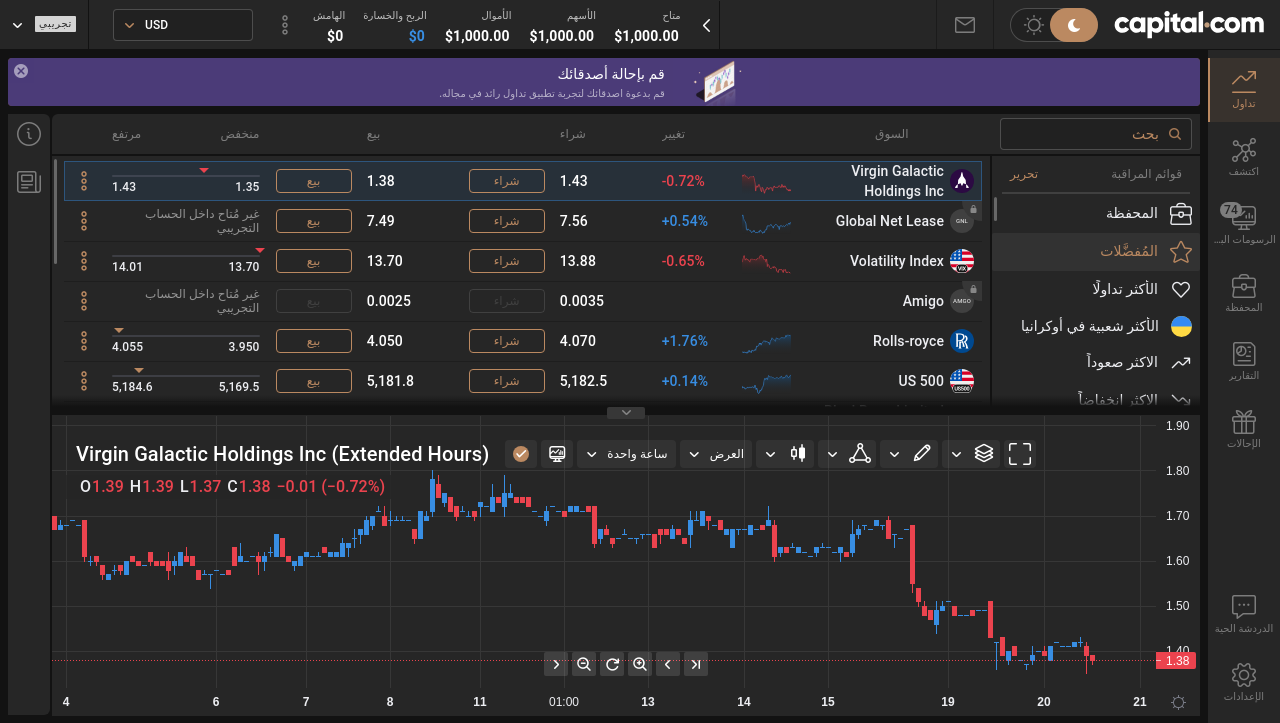 capital.com
متاح
$1,000.00
الأسهم
$1,000.00
الأموال
$1,000.00
الربح والخسارة
$0
الهامش
$0
USD
تجريبي
قم بإحالة أصدقائك
قم بدعوة اصدقائك لتجربة تطبيق تداول رائد في مجاله.
تداول
اكتشف
74
الرسومات الب...
المحفظة
التقارير
الإحالات
الدردشة الحية
الإعدادات
بحث
قوائم المراقبة
تحرير
المحفظة
المُفضَّلات
الأكثر تداولًا
الأكثر شعبية في أوكرانيا
الاكثر صعوداً
الاكثر انخفاضاً
السوق تغيير شراء بيع منخفض مرتفع
Virgin Galactic Holdings Inc -0.72% 1.43 شراء 1.38 بيع 1.35 1.43
GNL Global Net Lease +0.54% 7.56 شراء 7.49 بيع غير مُتاح داخل الحساب التجريبي
VIX Volatility Index -0.65% 13.88 شراء 13.70 بيع 13.70 14.01
AMGO Amigo 0.0035 شراء 0.0025 بيع غير مُتاح داخل الحساب التجريبي
Rolls-royce +1.76% 4.070 شراء 4.050 بيع 3.950 4.055
US500 US 500 +0.14% 5,182.5 شراء 5,181.8 بيع 5,169.5 5,184.6
Virgin Galactic Holdings Inc (Extended Hours)
ساعة واحدة
العرض
O1.39 H1.39 L1.37 C1.38 −0.01 (−0.72%)
1.90
1.80
1.70
1.60
1.50
1.40
1.38
4 6 7 8 11 01:00 13 14 15 19 20 21